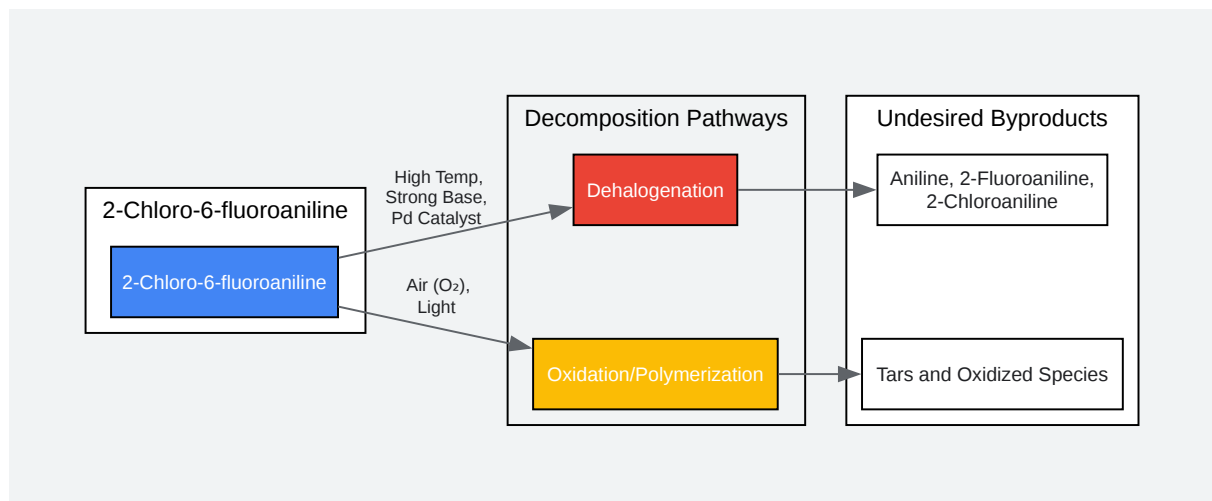 2-Chloro-6-fluoroaniline
2-Chloro-6-fluoroaniline
High Temp,
Strong Base,
Pd Catalyst
Air (O₂),
Light
Decomposition Pathways
Dehalogenation
Oxidation/Polymerization
Undesired Byproducts
Aniline, 2-Fluoroaniline,
2-Chloroaniline
Tars and Oxidized Species